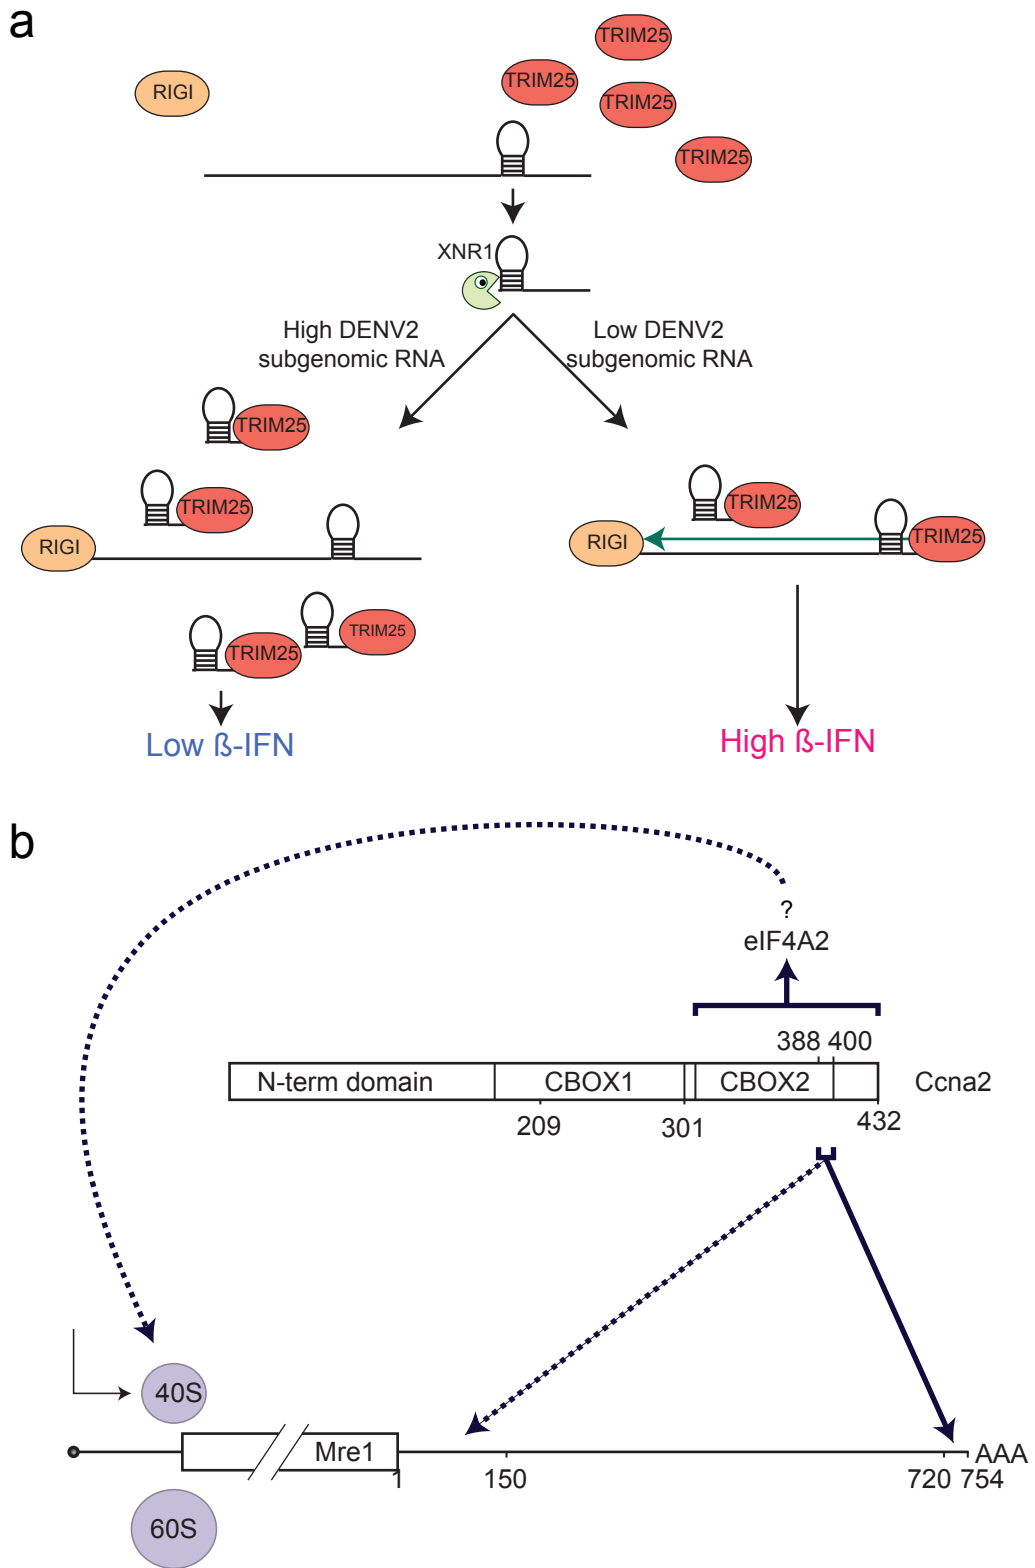 a
TRIM25
TRIM25
RIGI
TRIM25
TRIM25
XNR1
High DENV2
subgenomic RNA
Low DENV2
subgenomic RNA
TRIM25
TRIM25
RIGI
TRIM25
TRIM25
Low ß-IFN
TRIM25
RIGI
TRIM25
High ß-IFN
b
?
eIF4A2
388 400
N-term domain
CBOX1
CBOX2
Ccna2
209
301
432
40S
Mre1
AAA
1
150
720 754
60S